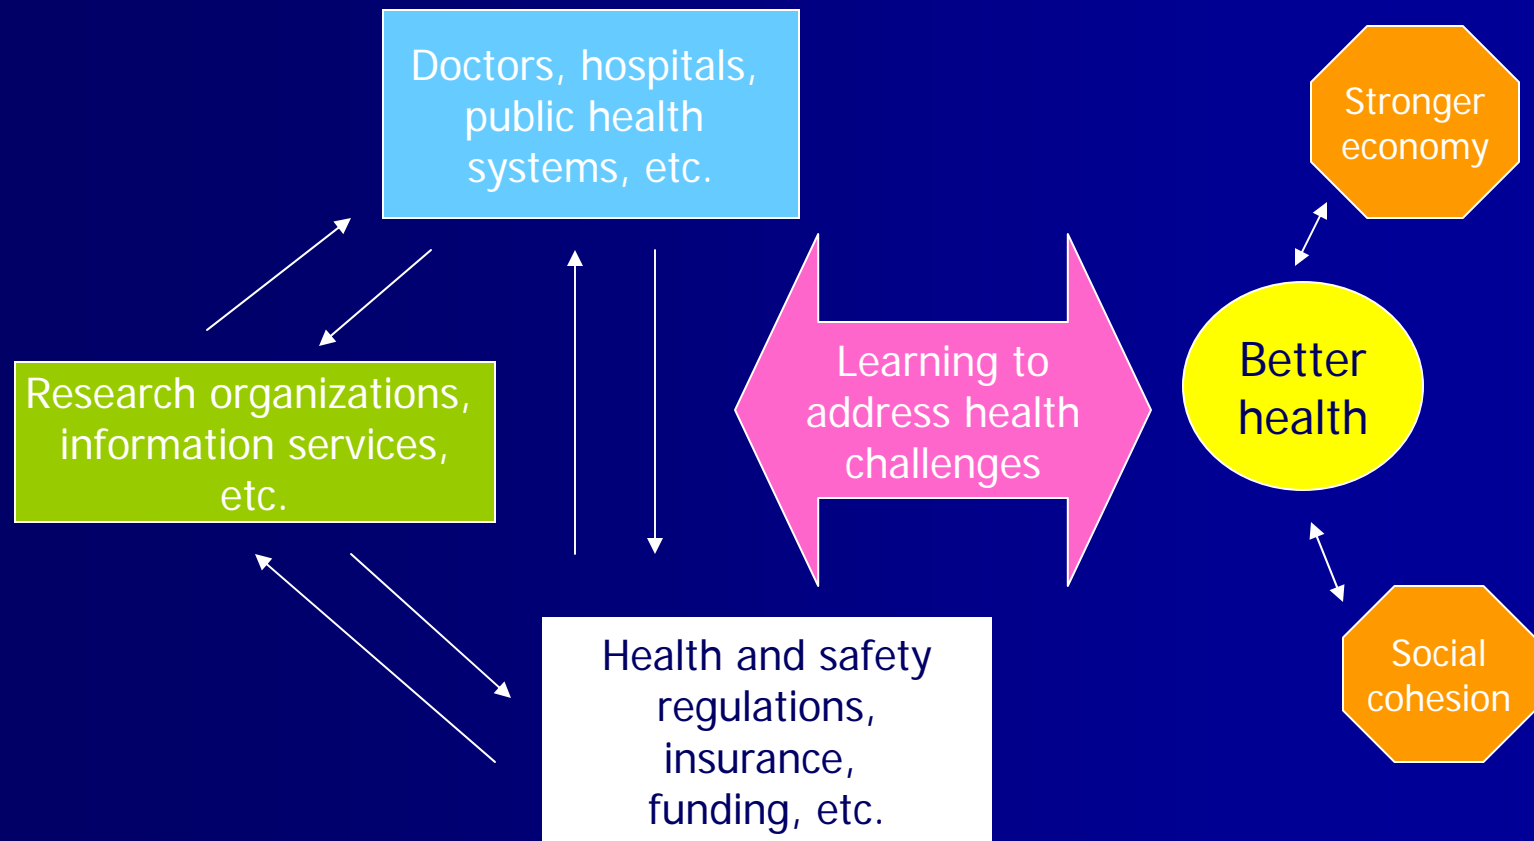 Doctors, hospitals,
public health
systems, etc.
Stronger
economy
Research organizations,
information services,
etc.
Learning to
address health
challenges
Better
health
Health and safety
regulations,
insurance,
funding, etc.
Social
cohesion